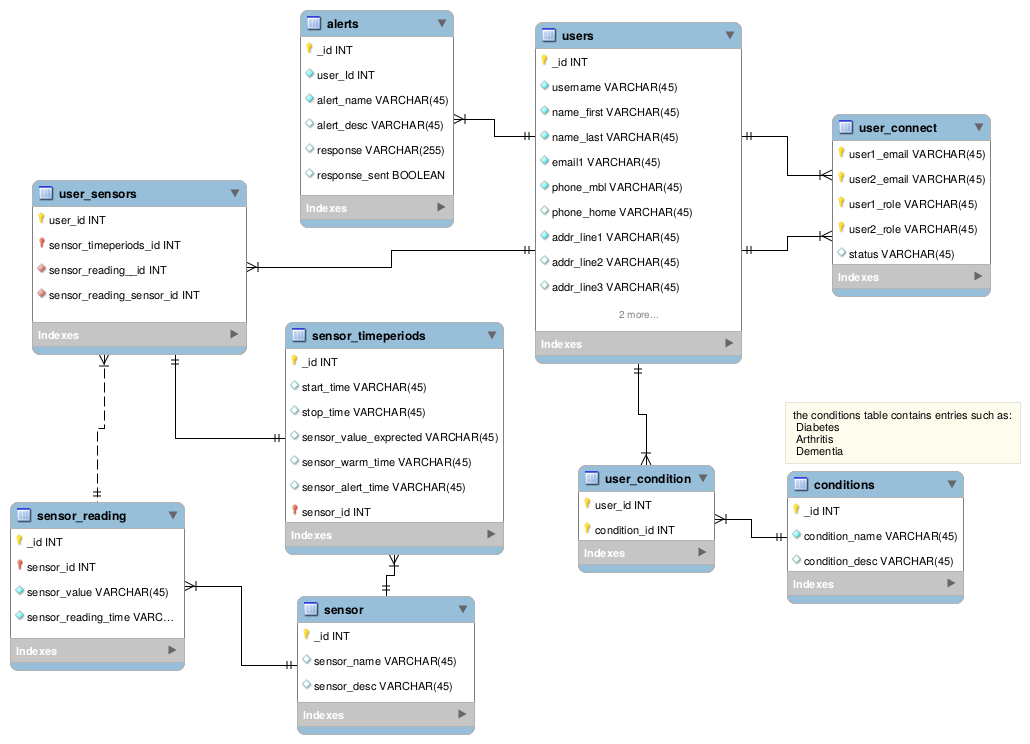 alerts
_id INT
user_Id INT
alert_name VARCHAR(45)
alert_desc VARCHAR(45)
response VARCHAR(255)
response_sent BOOLEAN
Indexes
users
_id INT
username VARCHAR(45)
name_first VARCHAR(45)
name_last VARCHAR(45)
email1 VARCHAR(45)
phone_mbl VARCHAR(45)
phone_home VARCHAR(45)
addr_line1 VARCHAR(45)
addr_line2 VARCHAR(45)
addr_line3 VARCHAR(45)
2 more...
Indexes
user_connect
user1_email VARCHAR(45)
user2_email VARCHAR(45)
user1_role VARCHAR(45)
user2_role VARCHAR(45)
status VARCHAR(45)
Indexes
user_sensors
user_id INT
sensor_timeperiods_id INT
sensor_reading__id INT
sensor_reading_sensor_id INT
Indexes
sensor_timeperiods
_id INT
start_time VARCHAR(45)
stop_time VARCHAR(45)
sensor_value_exprected VARCHAR(45)
sensor_warm_time VARCHAR(45)
sensor_alert_time VARCHAR(45)
sensor_id INT
Indexes
the conditions table contains entries such as:
Diabetes
Arthritis
Dementia
user_condition
user_id INT
condition_id INT
Indexes
conditions
_id INT
condition_name VARCHAR(45)
condition_desc VARCHAR(45)
Indexes
sensor_reading
_id INT
sensor_id INT
sensor_value VARCHAR(45)
sensor_reading_time VARC...
Indexes
sensor
_id INT
sensor_name VARCHAR(45)
sensor_desc VARCHAR(45)
Indexes